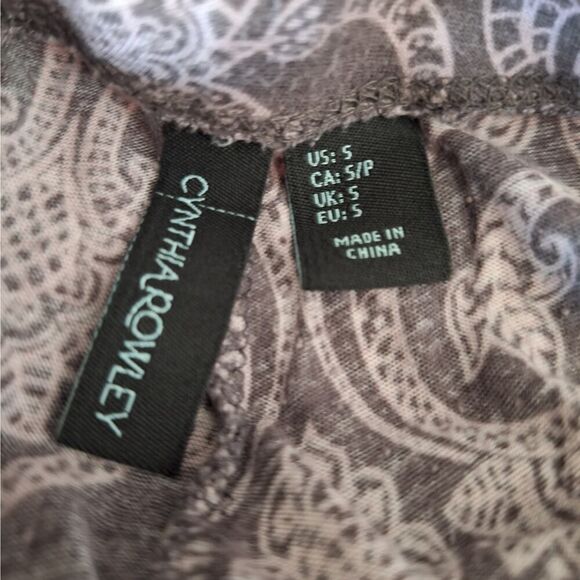 CYNTHIA ROWLEY
US: S
CA: S/P
UK: S
EU: S
MADE IN
CHINA